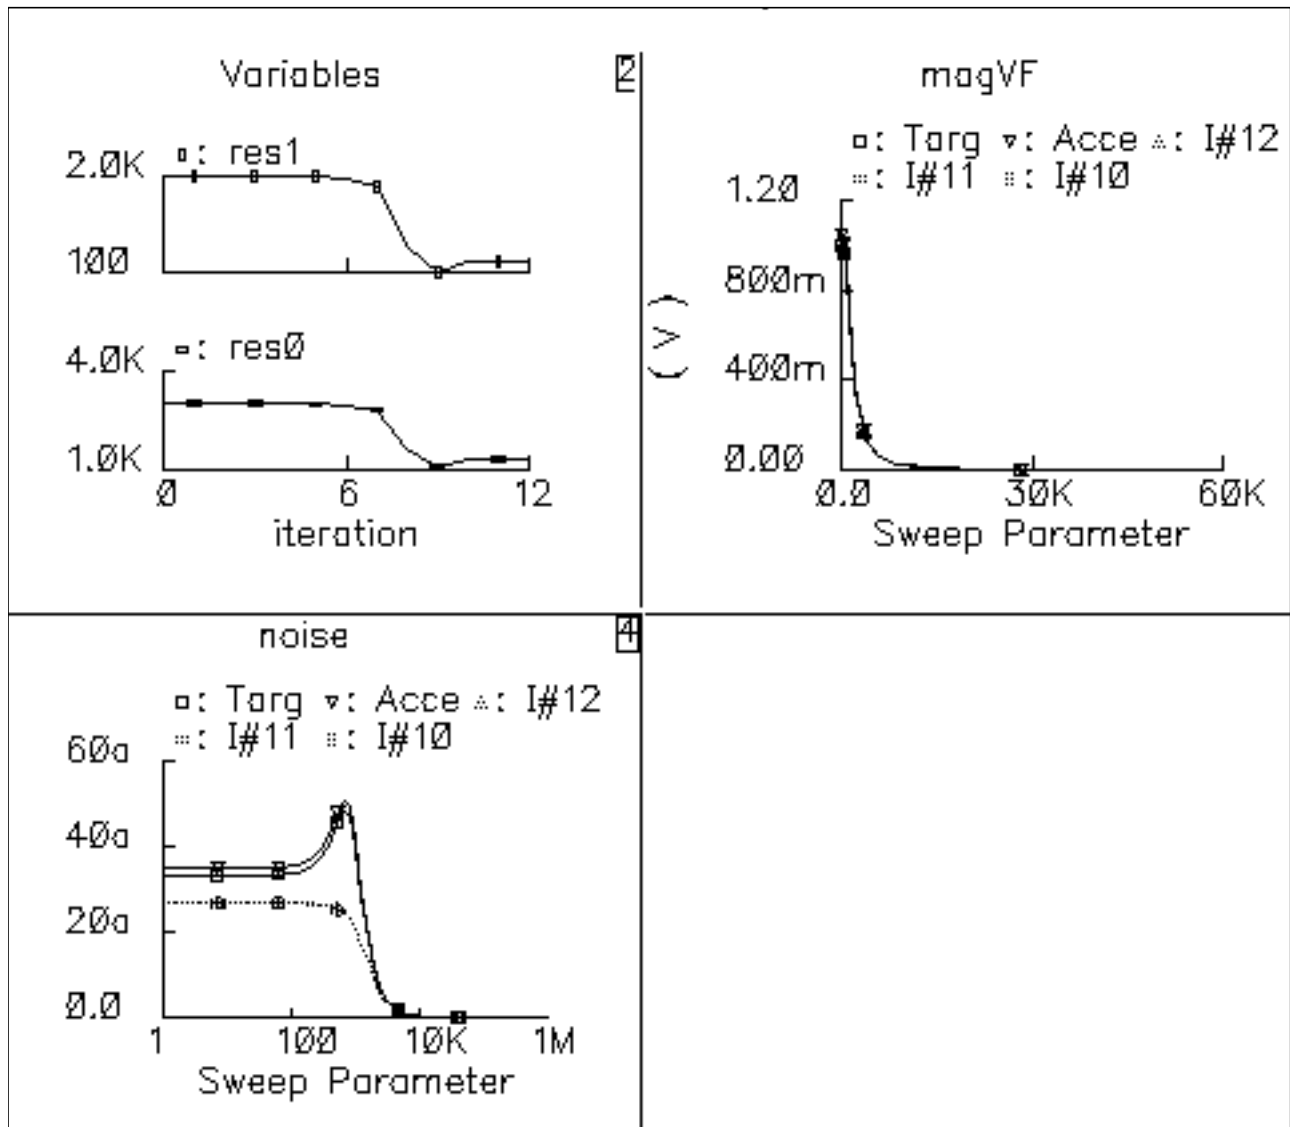 Variables
2
: res1
2.0K
100
: res0
4.0K
1.0K
0 6 12
iteration
magVF
: Targ : Acce : I#12
: I#11 : I#10
1.20
800m
400m
0.00
(V)
0.0 30K 60K
Sweep Parameter
noise
4
: Targ : Acce : I#12
: I#11 : I#10
60a
40a
20a
0.0
1 100 10K 1M
Sweep Parameter